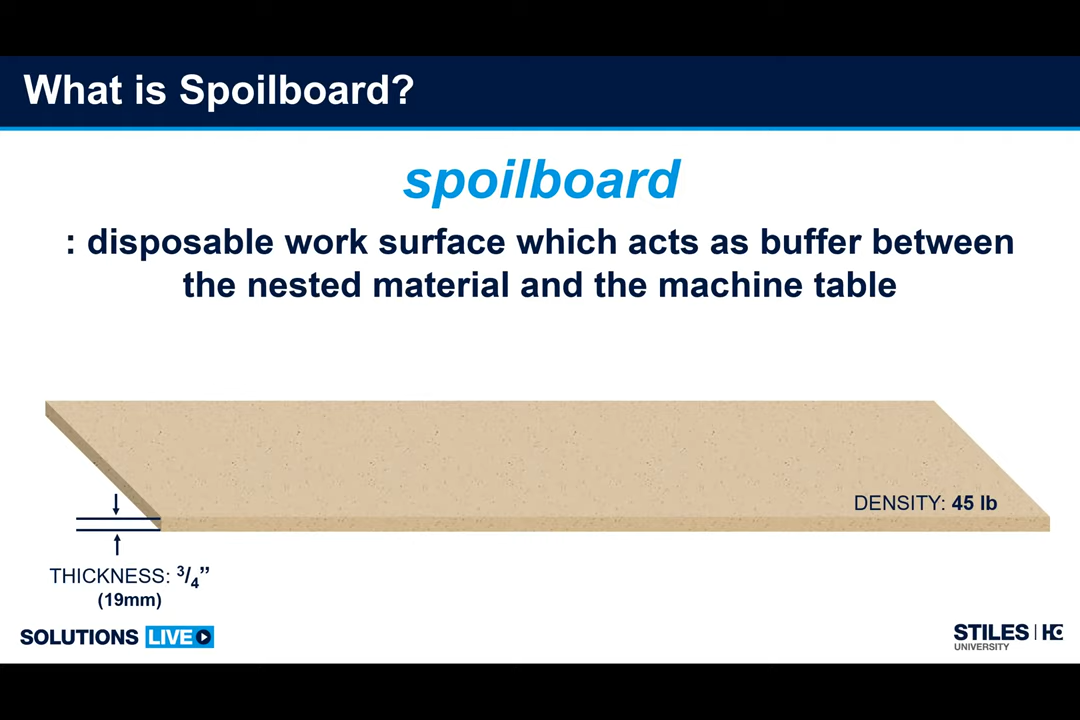 What is Spoilboard?
spoilboard
: disposable work surface which acts as buffer between
the nested material and the machine table
DENSITY: 45 lb
THICKNESS: 3/4”
(19mm)
SOLUTIONS LIVE
STILES | HC
UNIVERSITY